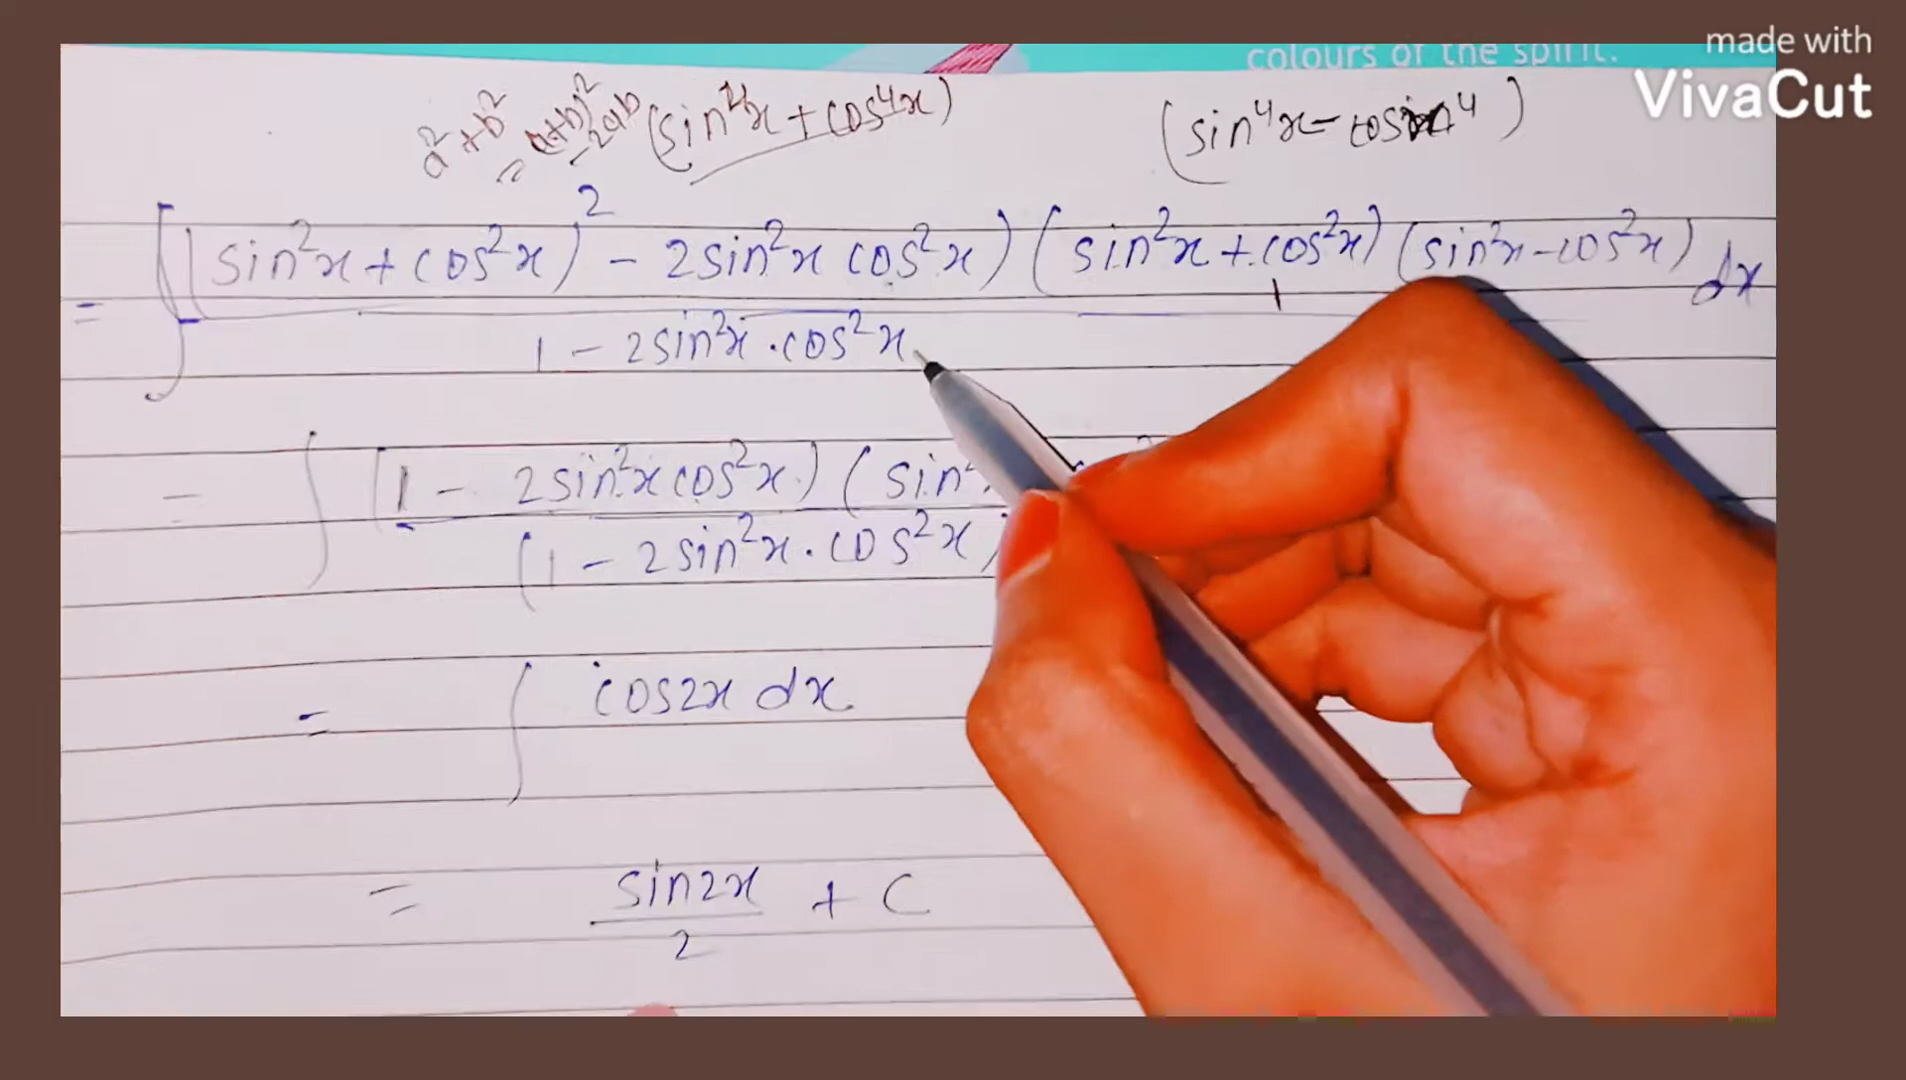 made with
VivaCut
colours of the spirit.
a²+b²
= (a+b)²
-2ab
(sin⁴x+cos⁴x)
(sin⁴x-cos⁴)
= ∫ ((sin²x+cos²x)² - 2sin²x cos²x)(sin²x+cos²x)(sin²x-cos²x) dx
1
1 - 2sin²x.cos²x
= ∫ (1 - 2sin²x cos²x)(sin²
(1 - 2sin²x.cos²x)
= ∫ cos2x dx
= sin2x + C
2